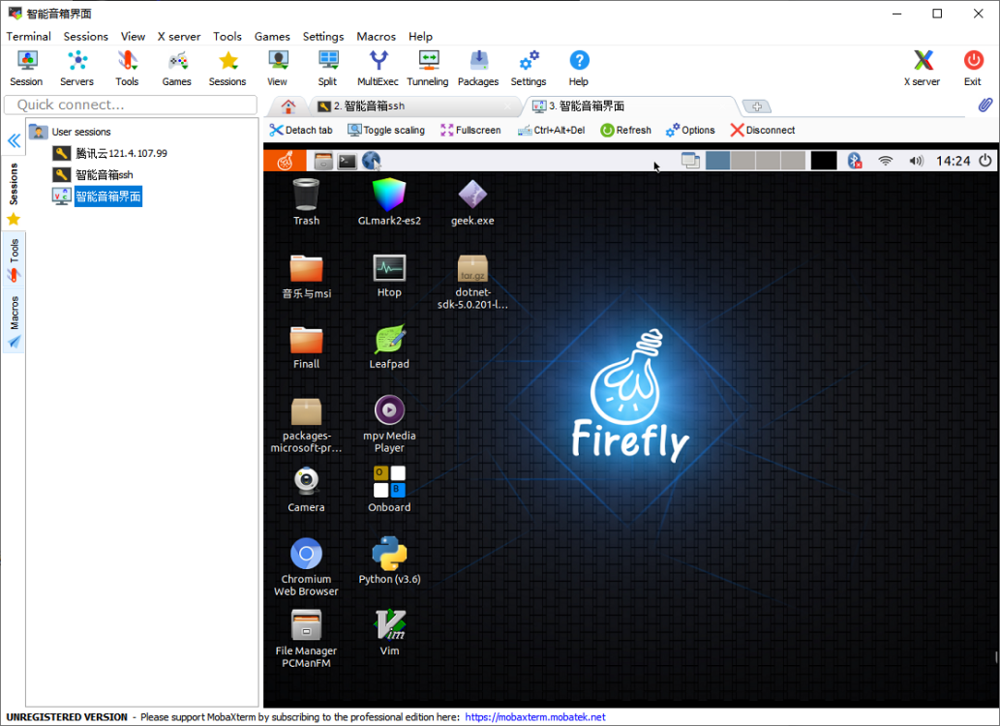 智能音箱界面
Terminal Sessions View X server Tools Games Settings Macros Help
Session Servers Tools Games Sessions View Split MultiExec Tunneling Packages Settings Help X server Exit
Quick connect...
2. 智能音箱ssh
3. 智能音箱界面
Detach tab Toggle scaling Fullscreen Ctrl+Alt+Del Refresh Options Disconnect
User sessions
腾讯云121.4.107.99
智能音箱ssh
智能音箱界面
Sessions
Tools
Macros
14:24
Trash
GLmark2-es2
geek.exe
音乐与msi
Htop
tar.gz
dotnet-
sdk-5.0.201-l...
Finall
Leafpad
packages-
microsoft-pr...
mpv Media
Player
Camera
O
B
Onboard
Chromium
Web Browser
Python (v3.6)
File Manager
PCManFM
Vim
Vim
Firefly
UNREGISTERED VERSION - Please support MobaXterm by subscribing to the professional edition here: https://mobaxterm.mobatek.net